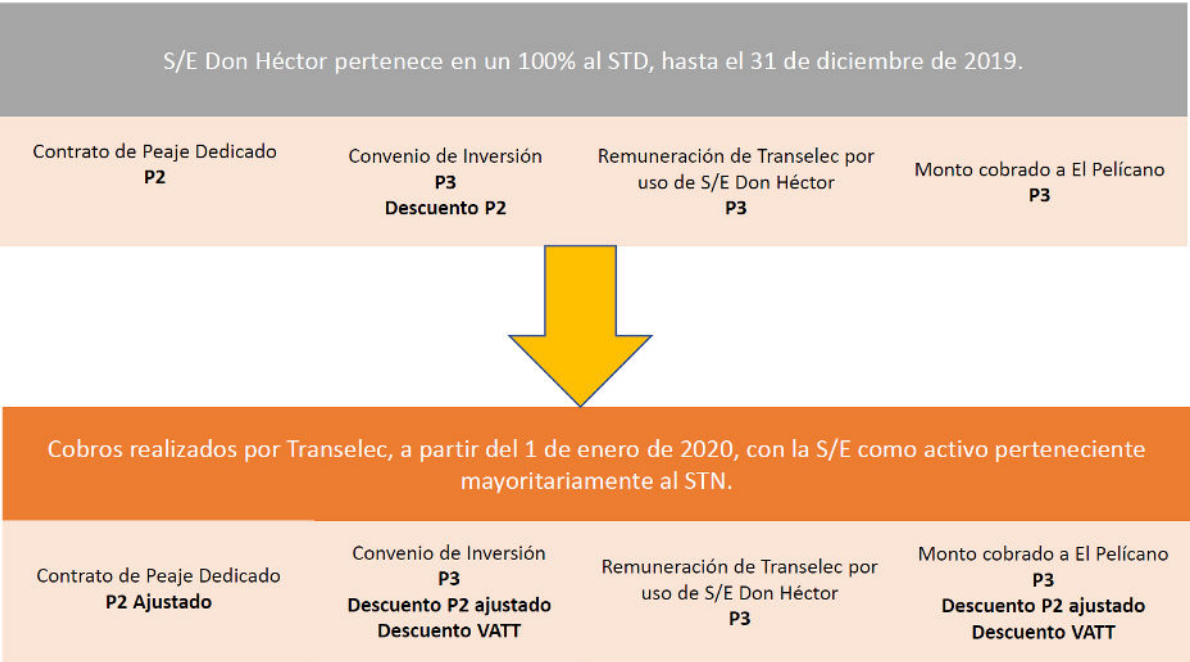 S/E Don Héctor pertenece en un 100% al STD, hasta el 31 de diciembre de 2019.
Contrato de Peaje Dedicado
P2
Convenio de Inversión
P3
Descuento P2
Remuneración de Transelec por
uso de S/E Don Héctor
P3
Monto cobrado a El Pelícano
P3
Cobros realizados por Transelec, a partir del 1 de enero de 2020, con la S/E como activo perteneciente
mayoritariamente al STN.
Contrato de Peaje Dedicado
P2 Ajustado
Convenio de Inversión
P3
Descuento P2 ajustado
Descuento VATT
Remuneración de Transelec por
uso de S/E Don Héctor
P3
Monto cobrado a El Pelícano
P3
Descuento P2 ajustado
Descuento VATT